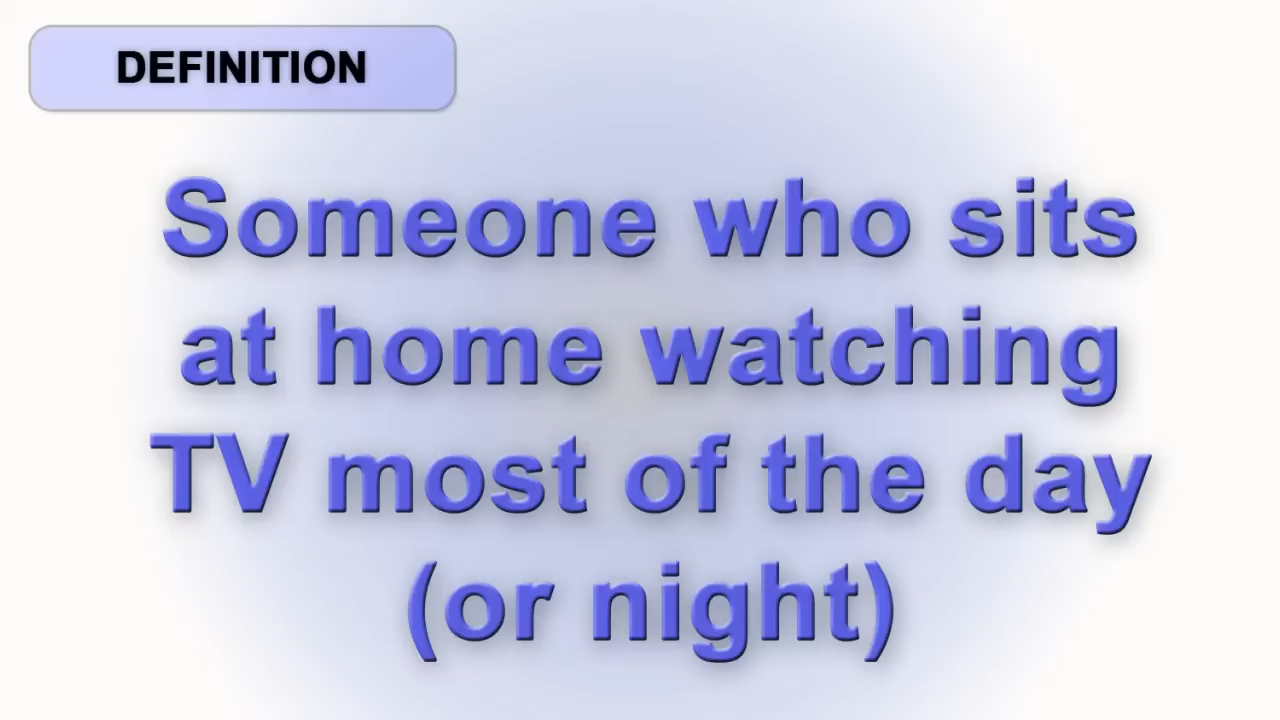 DEFINITION
Someone who sits
at home watching
TV most of the day
(or night)